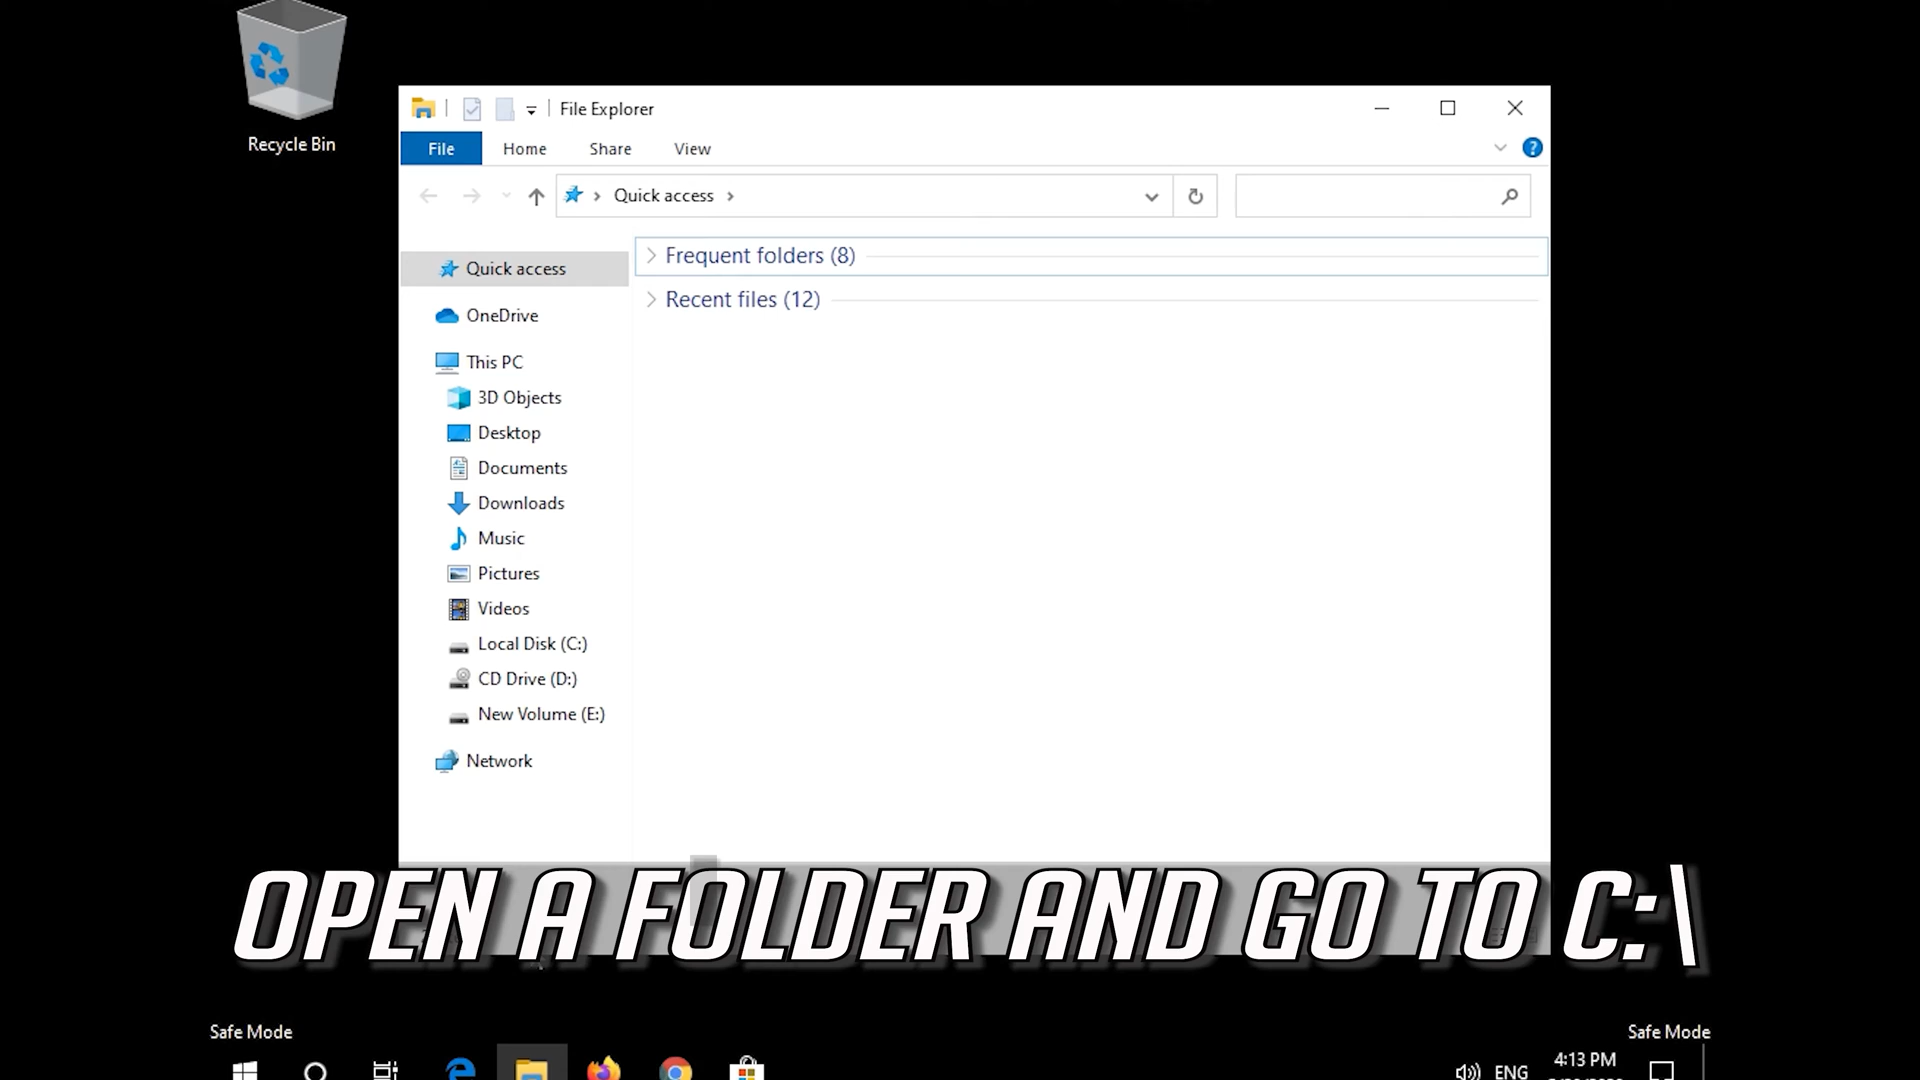 Recycle Bin
File Explorer
File Home Share View
Quick access
Frequent folders (8)
Recent files (12)
Quick access
OneDrive
This PC
3D Objects
Desktop
Documents
Downloads
Music
Pictures
Videos
Local Disk (C:)
CD Drive (D:)
New Volume (E:)
Network
OPEN A FOLDER AND GO TO C:\
Safe Mode
Safe Mode
ENG
4:13 PM